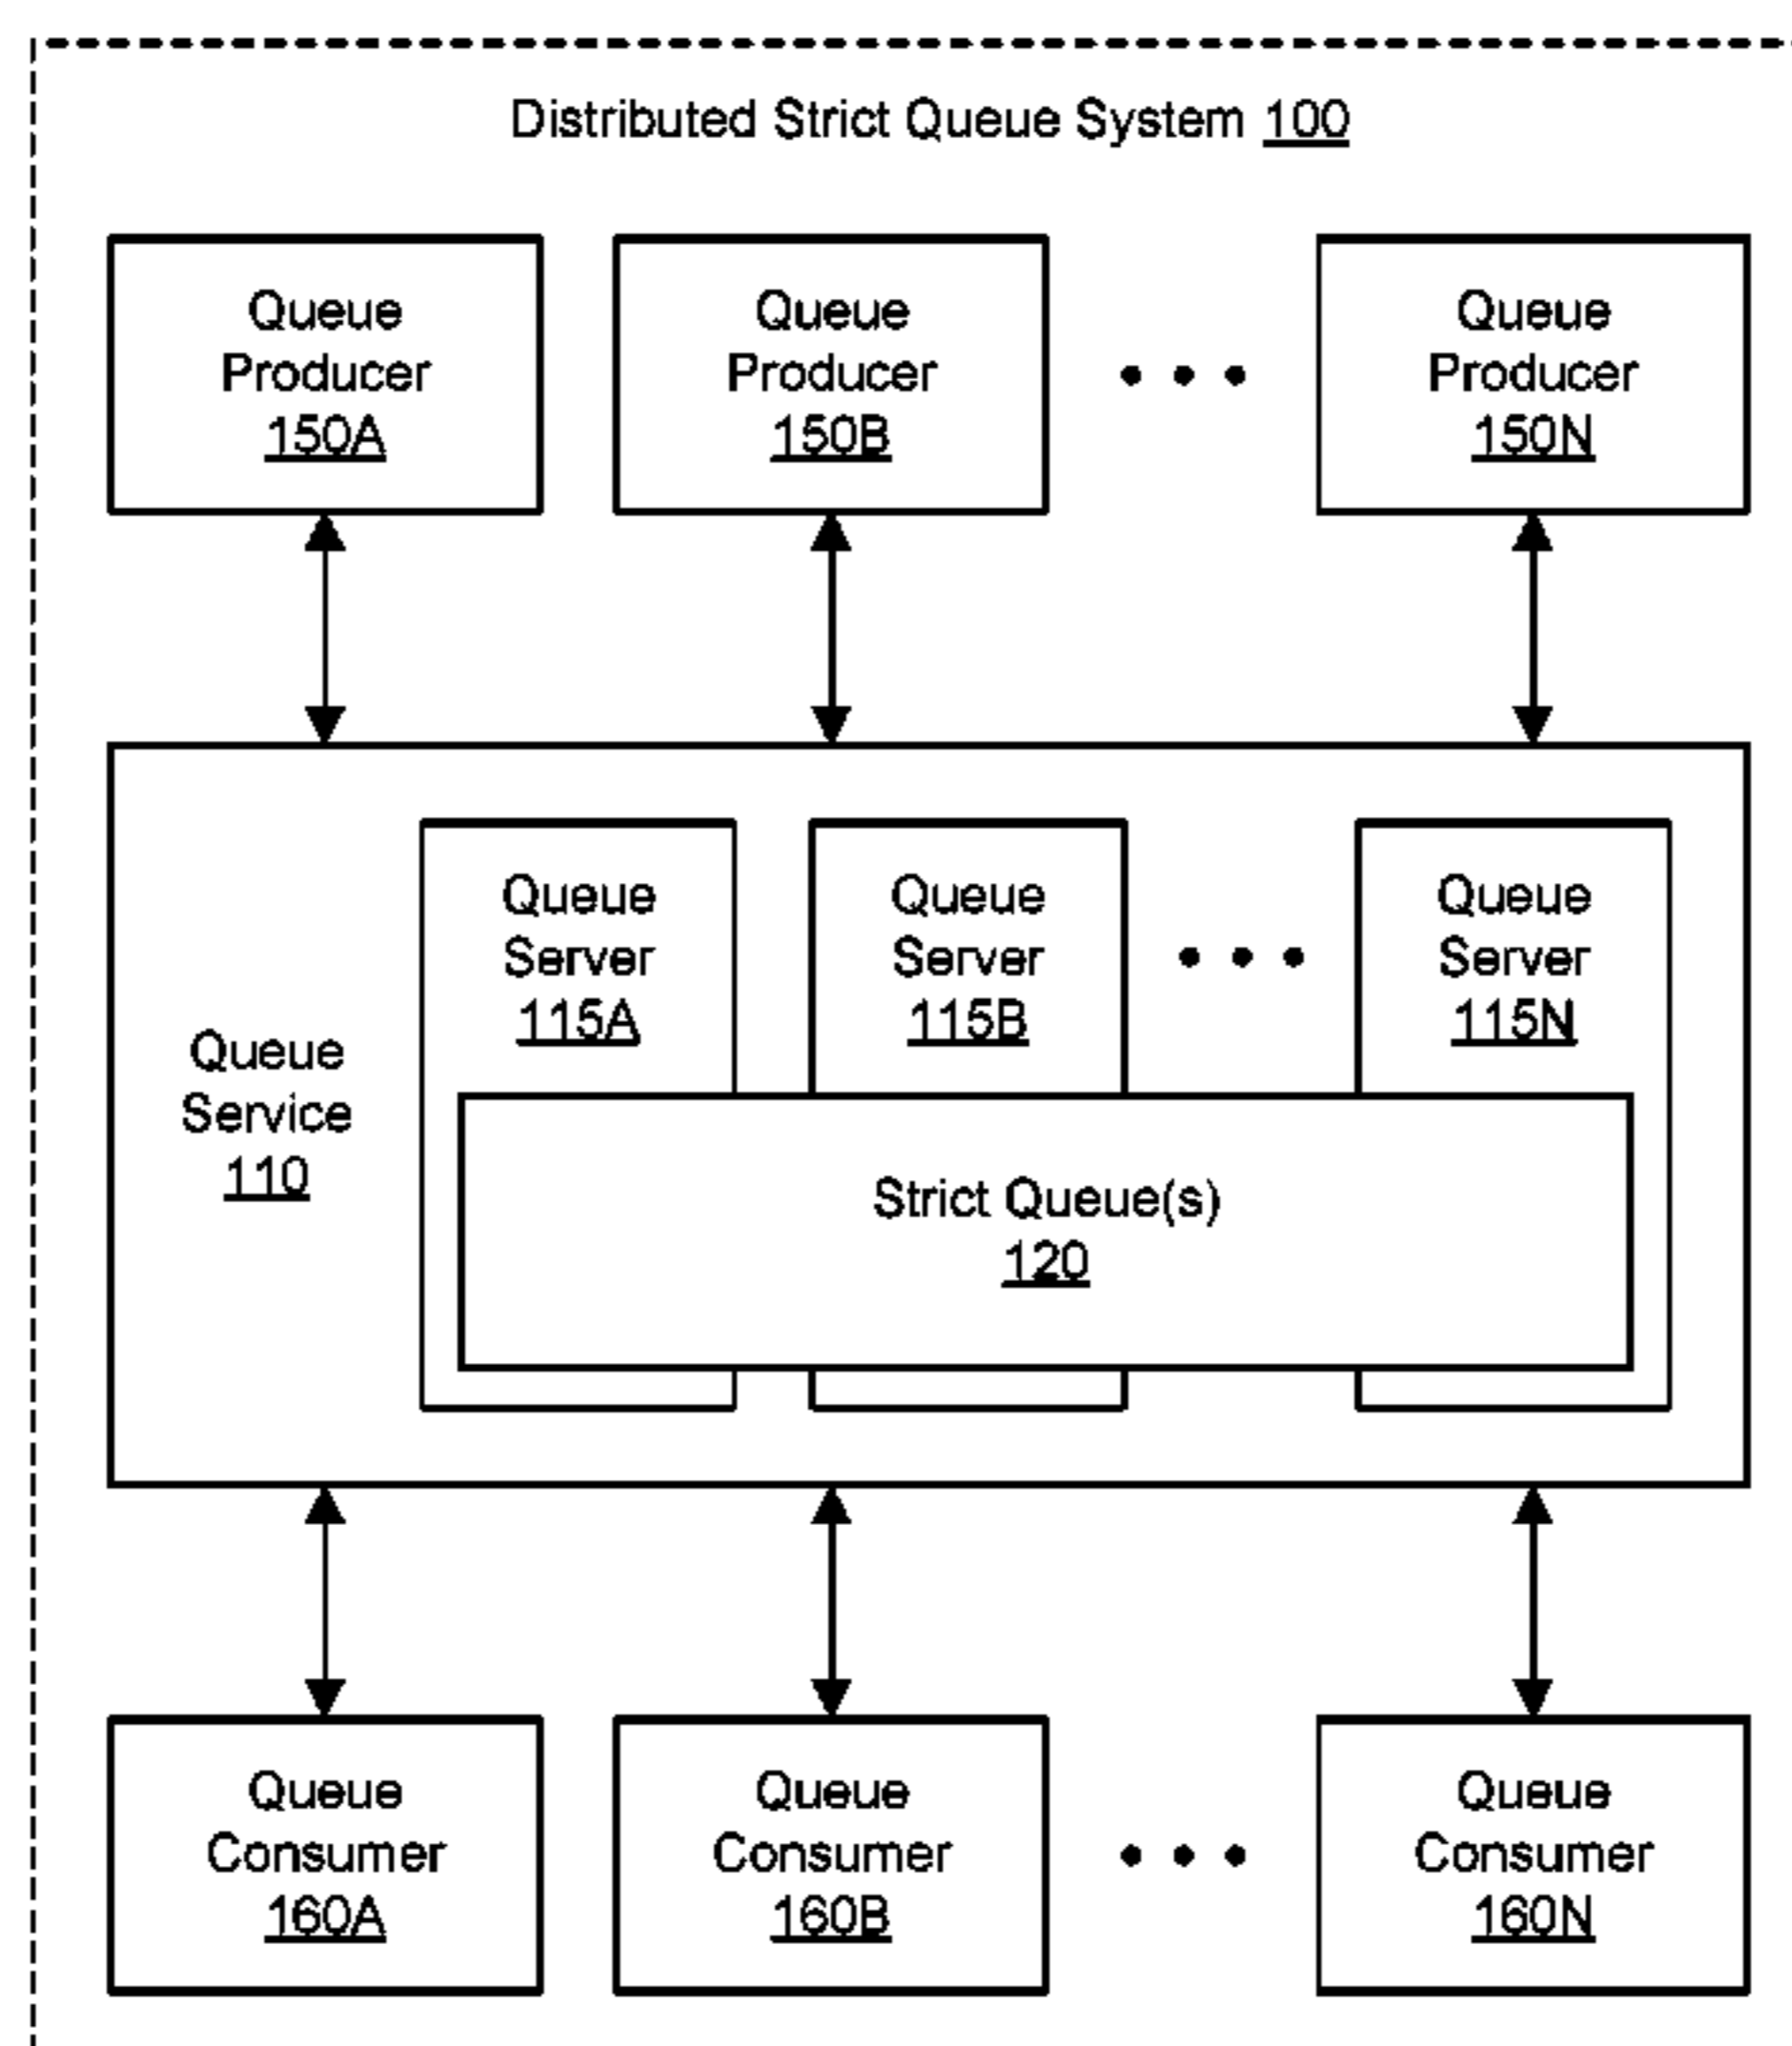 Distributed Strict Queue System 100
Queue
Producer
150A
Queue
Producer
150B
Queue
Producer
150N
Queue
Service
110
Queue
Server
115A
Queue
Server
115B
Queue
Server
115N
Strict Queue(s)
120
Queue
Consumer
160A
Queue
Consumer
160B
Queue
Consumer
160N